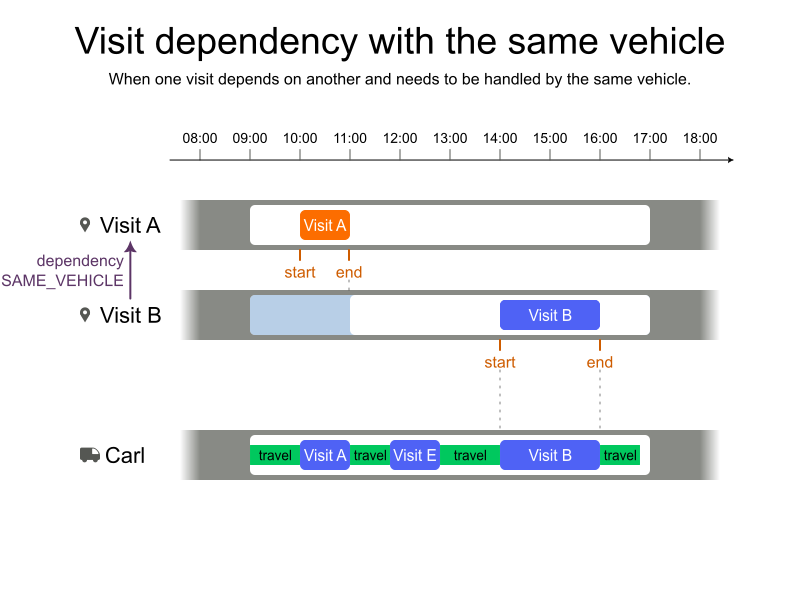 Visit dependency with the same vehicle
When one visit depends on another and needs to be handled by the same vehicle.
08:00 09:00 10:00 11:00 12:00 13:00 14:00 15:00 16:00 17:00 18:00
Visit A Visit A
dependency start end
SAME_VEHICLE
Visit B Visit B
start end
Carl travel Visit A travel Visit E travel Visit B travel